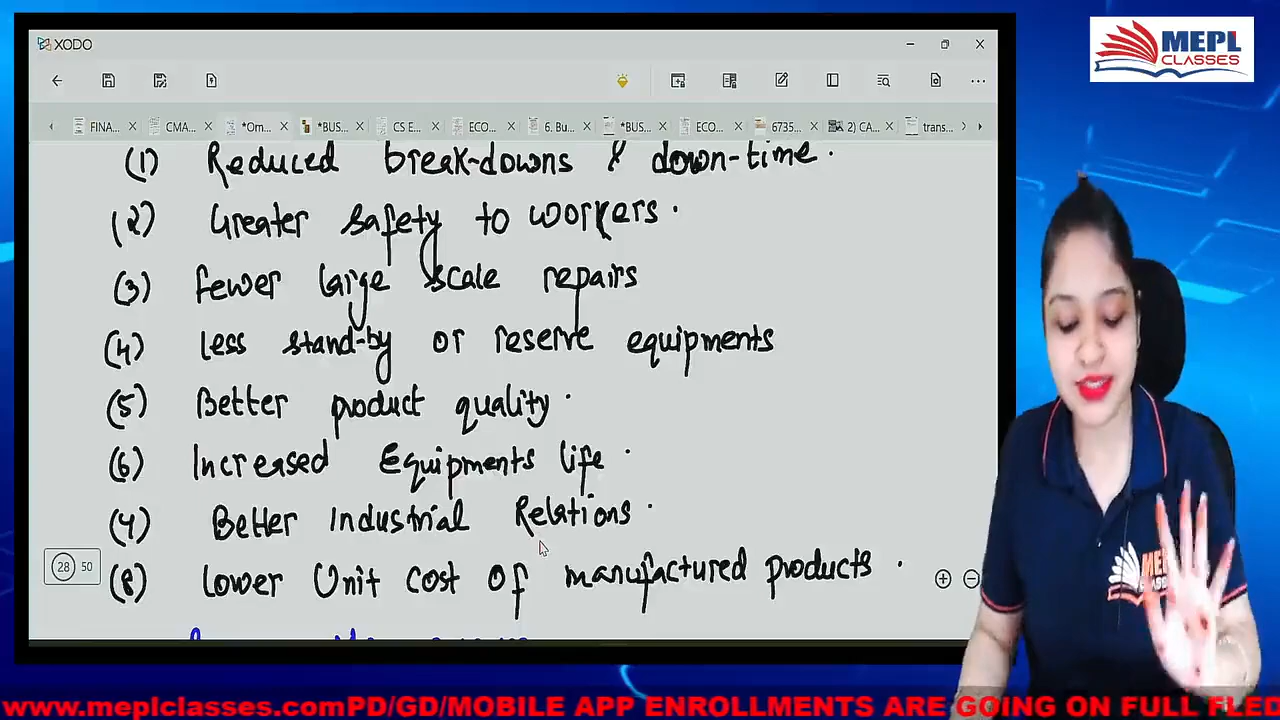 XODO
MEPL
CLASSES
FINA... CMA... *Om... *BUS... CS E... ECO... 6. Bu... *BUS... ECO... 6735... 2) CA... trans...
(1) Reduced break-downs & down-time.
(2) Greater safety to workers.
(3) Fewer large scale repairs
(4) Less stand-by or reserve equipments
(5) Better product quality.
(6) Increased Equipments life.
(4) Better Industrial Relations.
(8) Lower Unit cost of manufactured products.
28 50
MEPL
www.meplclasses.comPD/GD/MOBILE APP ENROLLMENTS ARE GOING ON FULL FLED